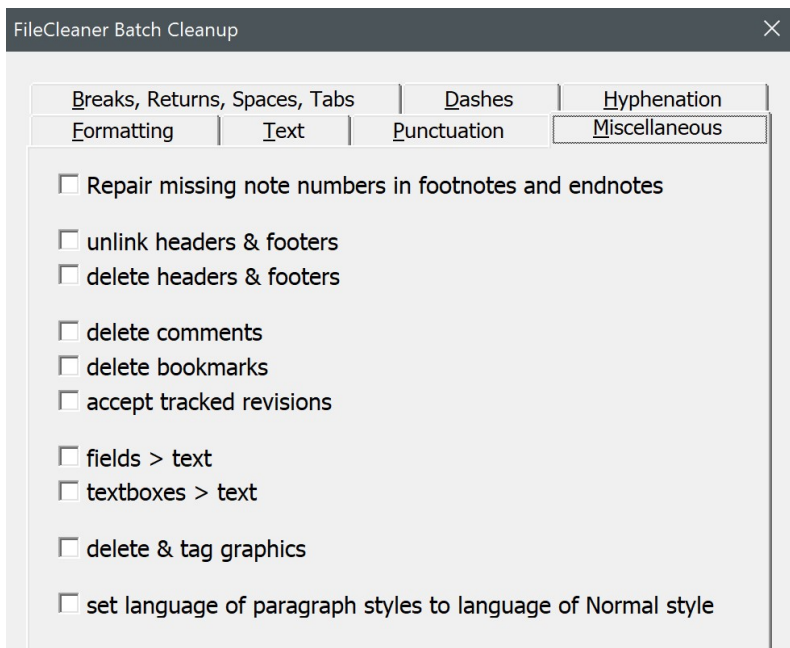 FileCleaner Batch Cleanup
Breaks, Returns, Spaces, Tabs Dashes Hyphenation
Formatting Text Punctuation Miscellaneous
Repair missing note numbers in footnotes and endnotes
unlink headers & footers
delete headers & footers
delete comments
delete bookmarks
accept tracked revisions
fields > text
textboxes > text
delete & tag graphics
set language of paragraph styles to language of Normal style